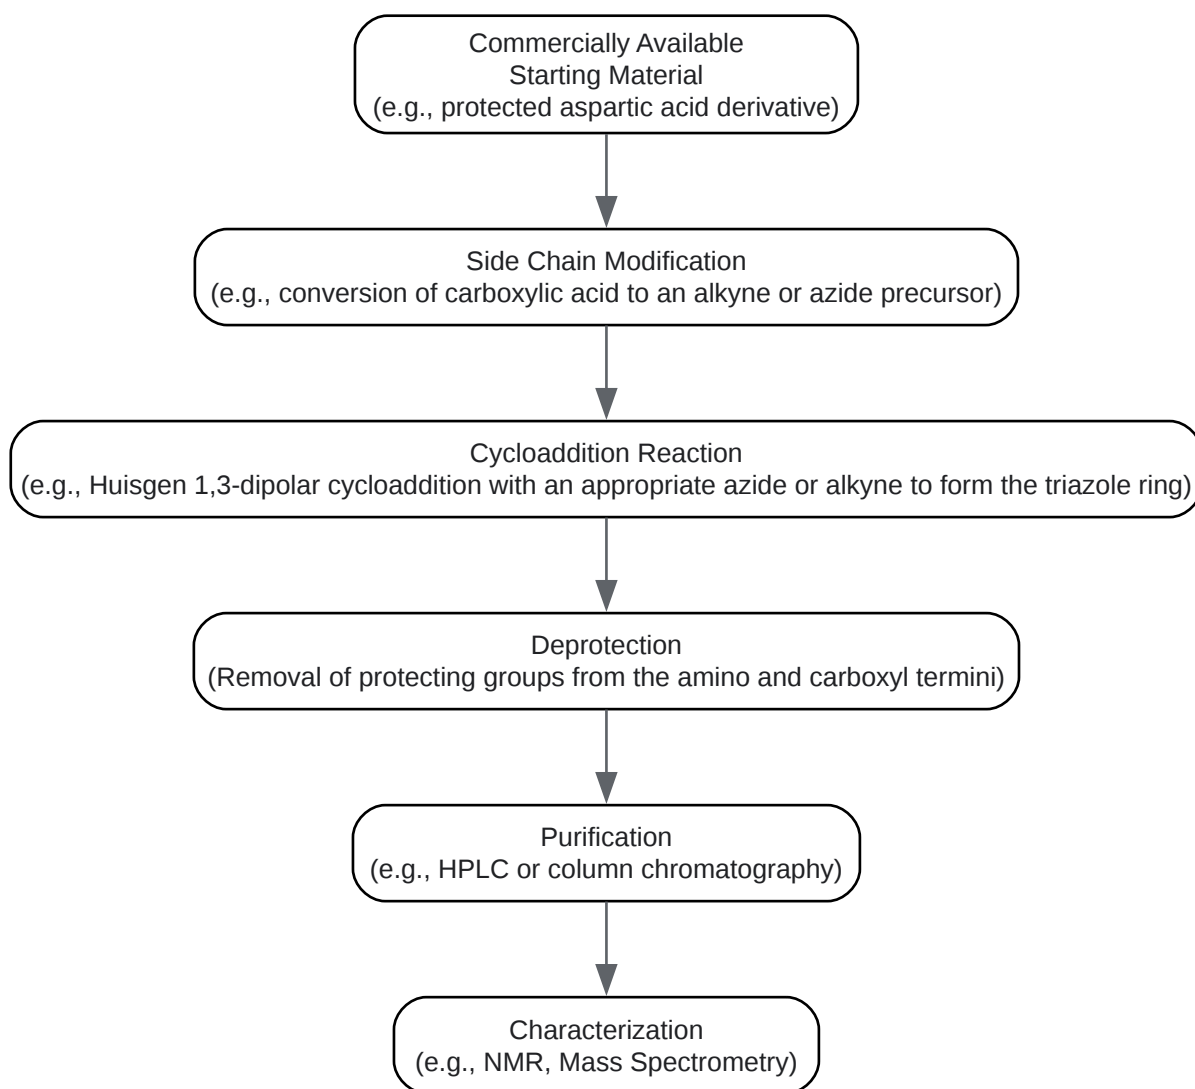 Commercially Available
Starting Material
(e.g., protected aspartic acid derivative)
Side Chain Modification
(e.g., conversion of carboxylic acid to an alkyne or azide precursor)
Cycloaddition Reaction
(e.g., Huisgen 1,3-dipolar cycloaddition with an appropriate azide or alkyne to form the triazole ring)
Deprotection
(Removal of protecting groups from the amino and carboxyl termini)
Purification
(e.g., HPLC or column chromatography)
Characterization
(e.g., NMR, Mass Spectrometry)